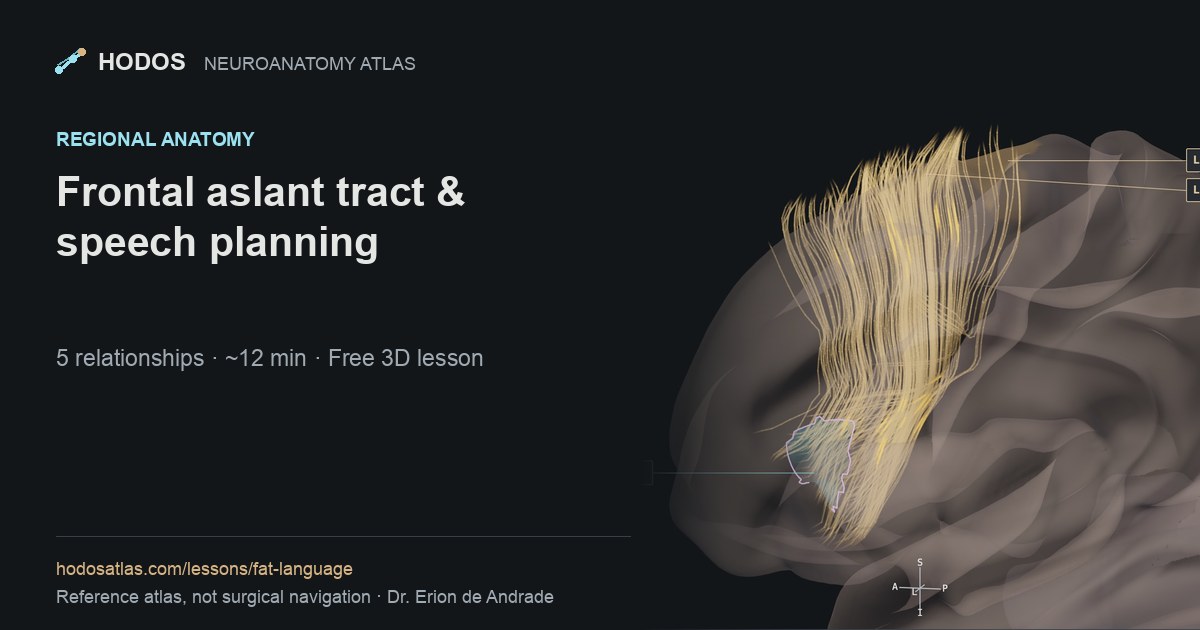 HODOS NEUROANATOMY ATLAS
REGIONAL ANATOMY
Frontal aslant tract &
speech planning
5 relationships · ~12 min · Free 3D lesson
hodosatlas.com/lessons/fat-language
Reference atlas, not surgical navigation · Dr. Erion de Andrade
L
L
S
A L P
I